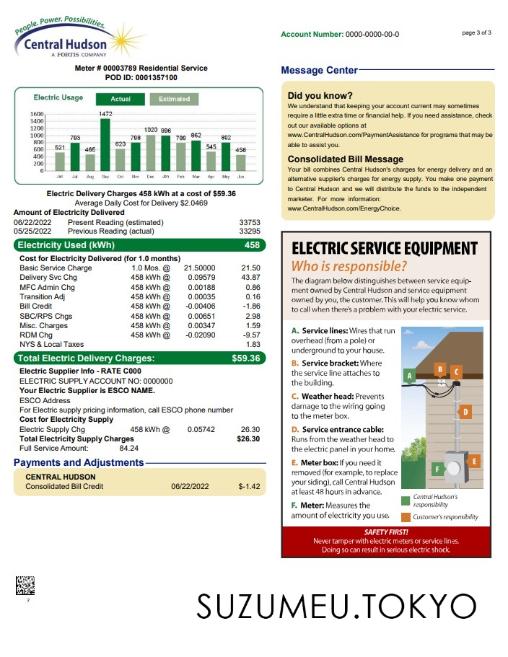 People. Power. Possibilities.
Central Hudson
A FORTIS COMPANY
Account Number: 0000-0000-00-0
page 3 of 3
Meter # 00003789 Residential Service
POD ID: 0001357100
Electric Usage Actual Estimated
1600
1400
1200
1000
800
600
400
200
0
521 793 466 1472 623 798 1020 996 700 862 545 802 458
Electric Delivery Charges 458 kWh at a cost of $59.36
Average Daily Cost for Delivery $2.0469
Amount of Electricity Delivered
06/22/2022 Present Reading (estimated) 33753
05/25/2022 Previous Reading (actual) 33295
Electricity Used (kWh) 458
Cost for Electricity Delivered (for 1.0 months)
Basic Service Charge 1.0 Mos. @ 21.50000 21.50
Delivery Svc Chg 458 kWh @ 0.09579 43.87
MFC Admin Chg 458 kWh @ 0.00188 0.86
Transition Adj 458 kWh @ 0.00035 0.16
Bill Credit 458 kWh @ -0.00406 -1.86
SBC/RPS Chgs 458 kWh @ 0.00651 2.98
Misc. Charges 458 kWh @ 0.00347 1.59
RDM Chg 458 kWh @ -0.02090 -9.57
NYS & Local Taxes 1.83
Total Electric Delivery Charges: $59.36
Electric Supplier Info - RATE C000
ELECTRIC SUPPLY ACCOUNT NO: 0000000
Your Electric Supplier is ESCO NAME.
ESCO Address
For Electric supply pricing information, call ESCO phone number
Cost for Electricity Supply
Electric Supply Chg 458 kWh @ 0.05742 26.30
Total Electricity Supply Charges $26.30
Full Service Amount: 84.24
Payments and Adjustments
CENTRAL HUDSON
Consolidated Bill Credit 06/22/2022 $-1.42
Message Center
Did you know?
We understand that keeping your account current may sometimes
require a little extra time or financial help. If you need assistance, check
out our available options at
www.CentralHudson.com/PaymentAssistance for programs that may be
able to assist you.
Consolidated Bill Message
Your bill combines Central Hudson's charges for energy delivery and an
alternative supplier's charges for energy supply. You make one payment
to Central Hudson and we will distribute the funds to the independent
marketer. For more information:
www.CentralHudson.com/EnergyChoice.
ELECTRIC SERVICE EQUIPMENT
Who is responsible?
The diagram below distinguishes between service equip-
ment owned by Central Hudson and service equipment
owned by you, the customer. This will help you know whom
to call when there's a problem with your electric service.
A. Service lines: Wires that run
overhead (from a pole) or
underground to your house.
B. Service bracket: Where
the service line attaches to
the building.
C. Weather head: Prevents
damage to the wiring going
to the meter box.
D. Service entrance cable:
Runs from the weather head to
the electric panel in your home.
E. Meter box: If you need it
removed (for example, to replace
your siding), call Central Hudson
at least 48 hours in advance.
F. Meter: Measures the
amount of electricity you use.
A
B
C
D
E
F
Central Hudson's
responsibility
Customer's responsibility
SAFETY FIRST!
Never tamper with electric meters or service lines.
Doing so can result in serious electric shock.
SUZUMEU.TOKYO